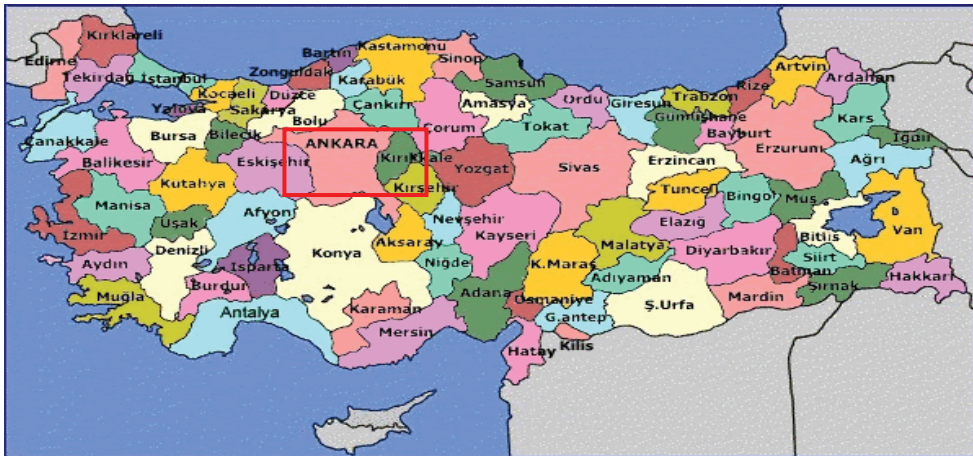 Kırklareli
Edirne
Tekirdağ
İstanbul
Kocaeli
Yalova
Sakarya
Düzce
Zonguldak
Bartın
Karabük
Kastamonu
Sinop
Samsun
Çankırı
Bolu
Çorum
Amasya
Ordu
Giresun
Trabzon
Rize
Artvin
Ardahan
Kars
Gümüşhane
Bayburt
Tokat
Çanakkale
Balikesir
Bursa
Bilecik
Eskişehir
ANKARA
Kırıkkale
Kırşehir
Yozgat
Sivas
Erzincan
Erzurum
Iğdır
Ağrı
Kutahya
Manisa
Uşak
Afyon
İzmir
Aydın
Denizli
Isparta
Burdur
Muğla
Antalya
Konya
Aksaray
Nevşehir
Niğde
Kayseri
Karaman
Mersin
Adana
K.Maraş
Osmaniye
Malatya
Adıyaman
G.antep
Hatay
Kilis
Ş.Urfa
Tunceli
Elazığ
Bingöl
Muş
Bitlis
Van
Diyarbakır
Batman
Siirt
Mardin
Şırnak
Hakkari